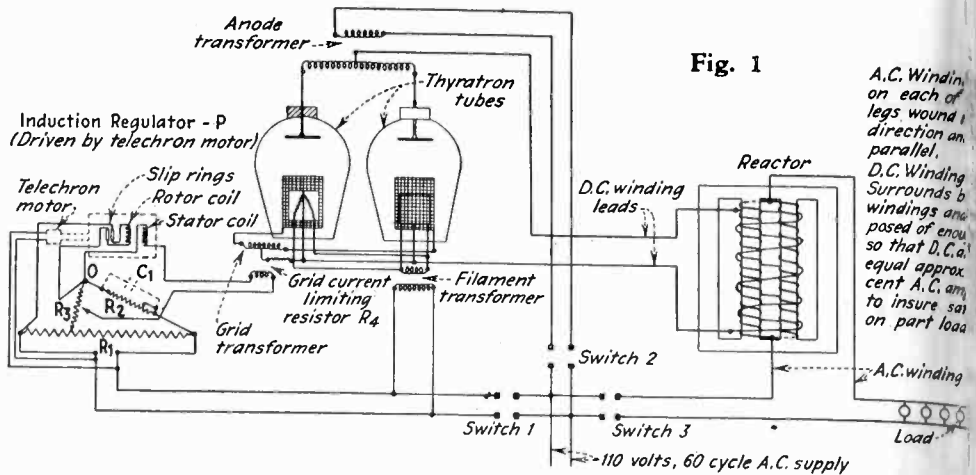 Anode
transformer
Fig. 1
Thyratron
tubes
Induction Regulator - P
(Driven by telechron motor)
Slip rings
Rotor coil
Stator coil
Telechron
motor
O
C1
R3
R2
R1
Grid
transformer
Grid current
limiting
resistor R4
Filament
transformer
D.C. winding
leads
Reactor
A.C. Windin
on each of
legs wound
direction an
parallel.
D.C. Winding
Surrounds b
windings an
posed of enou
so that D.C. a
equal approx.
cent A.C. am
to insure sa
on part load
Switch 2
Switch 1
Switch 3
A.C. winding
Load
110 volts, 60 cycle A.C. supply